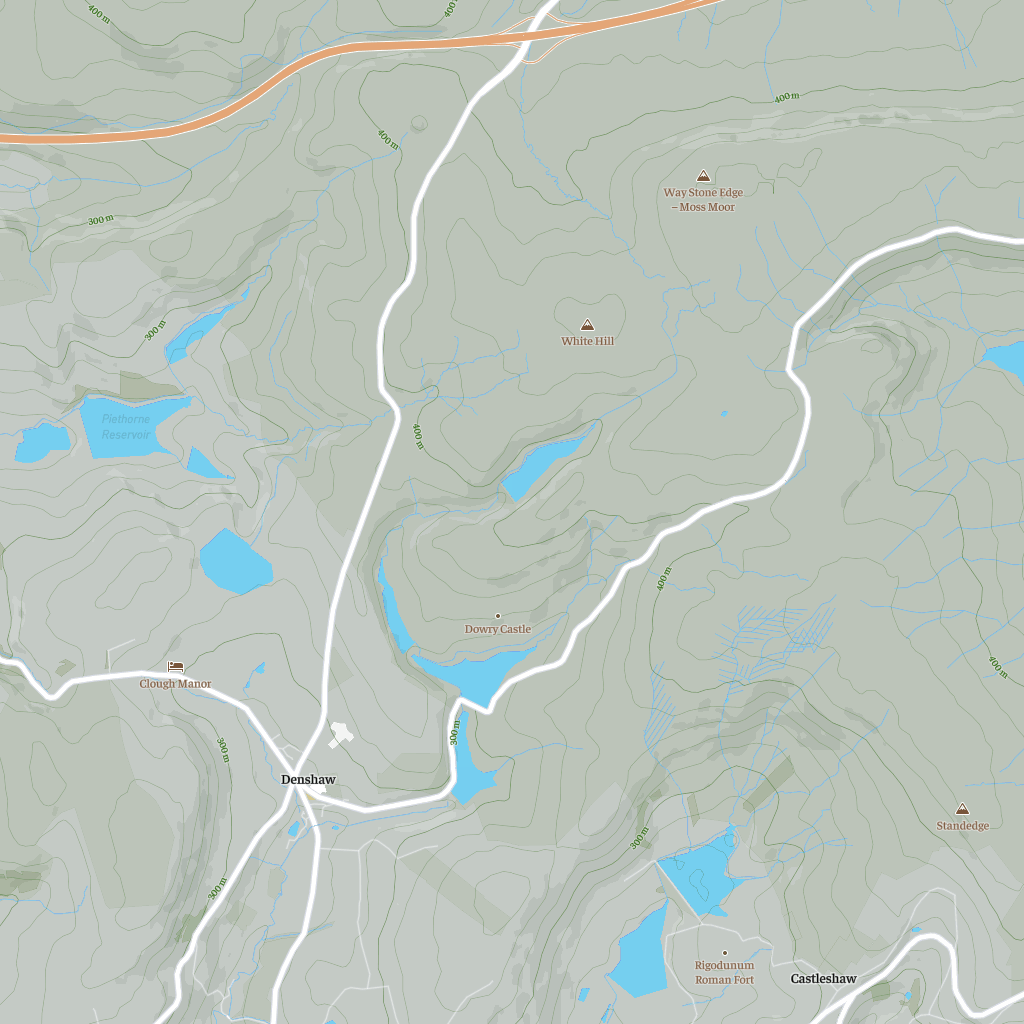 400 m
400
400 m
400 m
Way Stone Edge
– Moss Moor
300 m
300 m
White Hill
Piethorne
Reservoir
400 m
400 m
Dowry Castle
400 m
Clough Manor
300 m
300 m
Denshaw
Standedge
300 m
300 m
Rigodunum
Roman Fort
Castleshaw